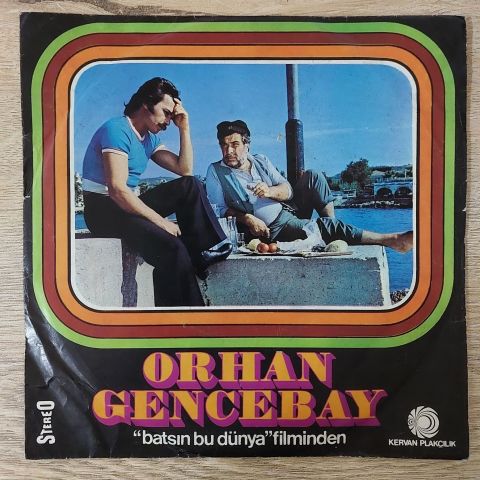 ORHAN
GENCEBAY
"batsın bu dünya" filminden
STEREO
KERVAN PLAKÇILIK